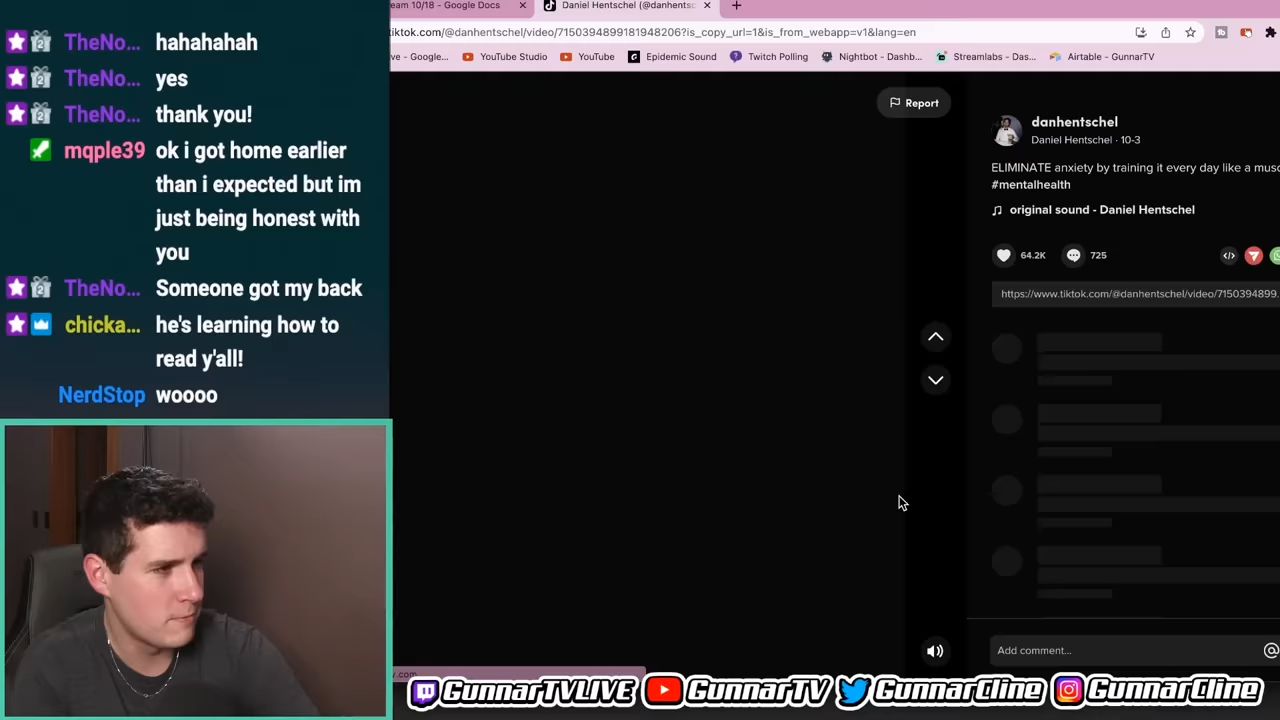 TheNo... hahahahah
TheNo... yes
TheNo... thank you!
mqple39 ok i got home earlier
than i expected but im
just being honest with
you
TheNo... Someone got my back
chicka... he's learning how to
read y'all!
NerdStop woooo
eam 10/18 - Google Docs
Daniel Hentschel (@danhents
tiktok.com/@danhentschel/video/7150394899181948206?is_copy_url=1&is_from_webapp=v1&lang=en
ve - Google...
YouTube Studio
YouTube
Epidemic Sound
Twitch Polling
Nightbot - Dashb...
Streamlabs - Das...
Airtable - GunnarTV
Report
danhentschel
Daniel Hentschel · 10-3
ELIMINATE anxiety by training it every day like a musc
#mentalhealth
original sound - Daniel Hentschel
64.2K
725
https://www.tiktok.com/@danhentschel/video/7150394899
Add comment...
GunnarTVLIVE
GunnarTV
GunnarCline
GunnarCline